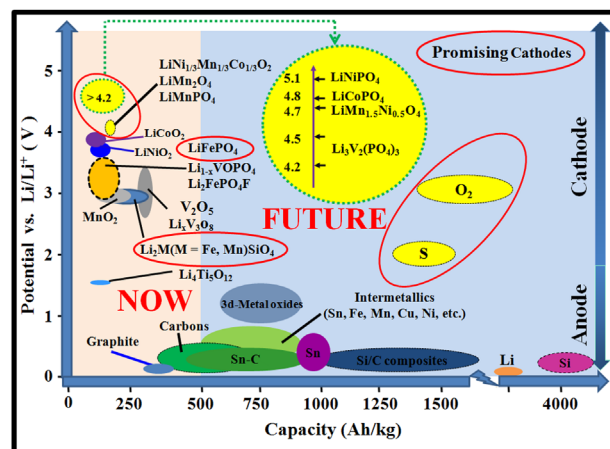 Promising Cathodes
LiNi1/3Mn1/3Co1/3O2
LiMn2O4
LiMnPO4
> 4.2
LiCoO2
LiNiO2
LiFePO4
Li1-xVOPO4
Li2FePO4F
MnO2
V2O5
LixV3O8
Li2M(M = Fe, Mn)SiO4
Li4Ti5O12
5.1
LiNiPO4
4.8
LiCoPO4
4.7
LiMn1.5Ni0.5O4
4.5
Li3V2(PO4)3
4.2
FUTURE
NOW
O2
S
3d-Metal oxides
Intermetallics
(Sn, Fe, Mn, Cu, Ni, etc.)
Carbons
Graphite
Sn-C
Sn
Si/C composites
Li
Si
Cathode
Anode
Potential vs. Li/Li+ ( V )
5
4
3
2
1
0
0
250
500
750
1000
1500
4000
Capacity (Ah/kg)